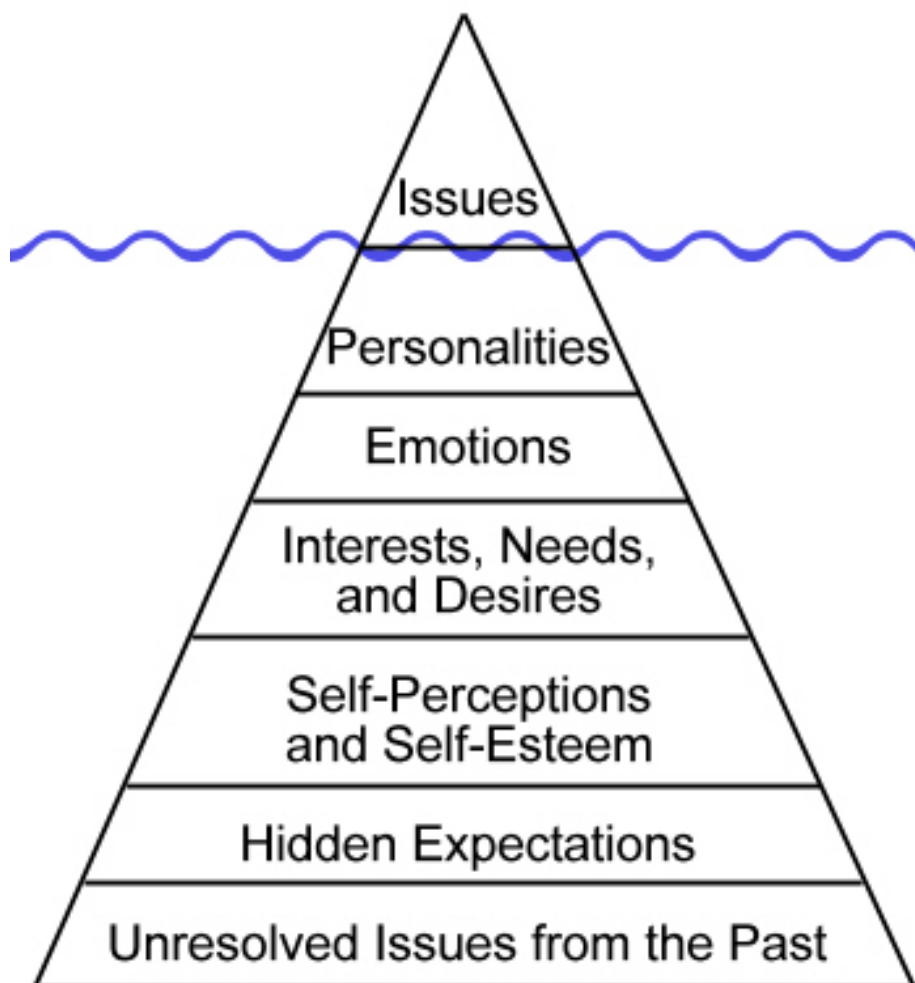 Issues
Personalities
Emotions
Interests, Needs,
and Desires
Self-Perceptions
and Self-Esteem
Hidden Expectations
Unresolved Issues from the Past